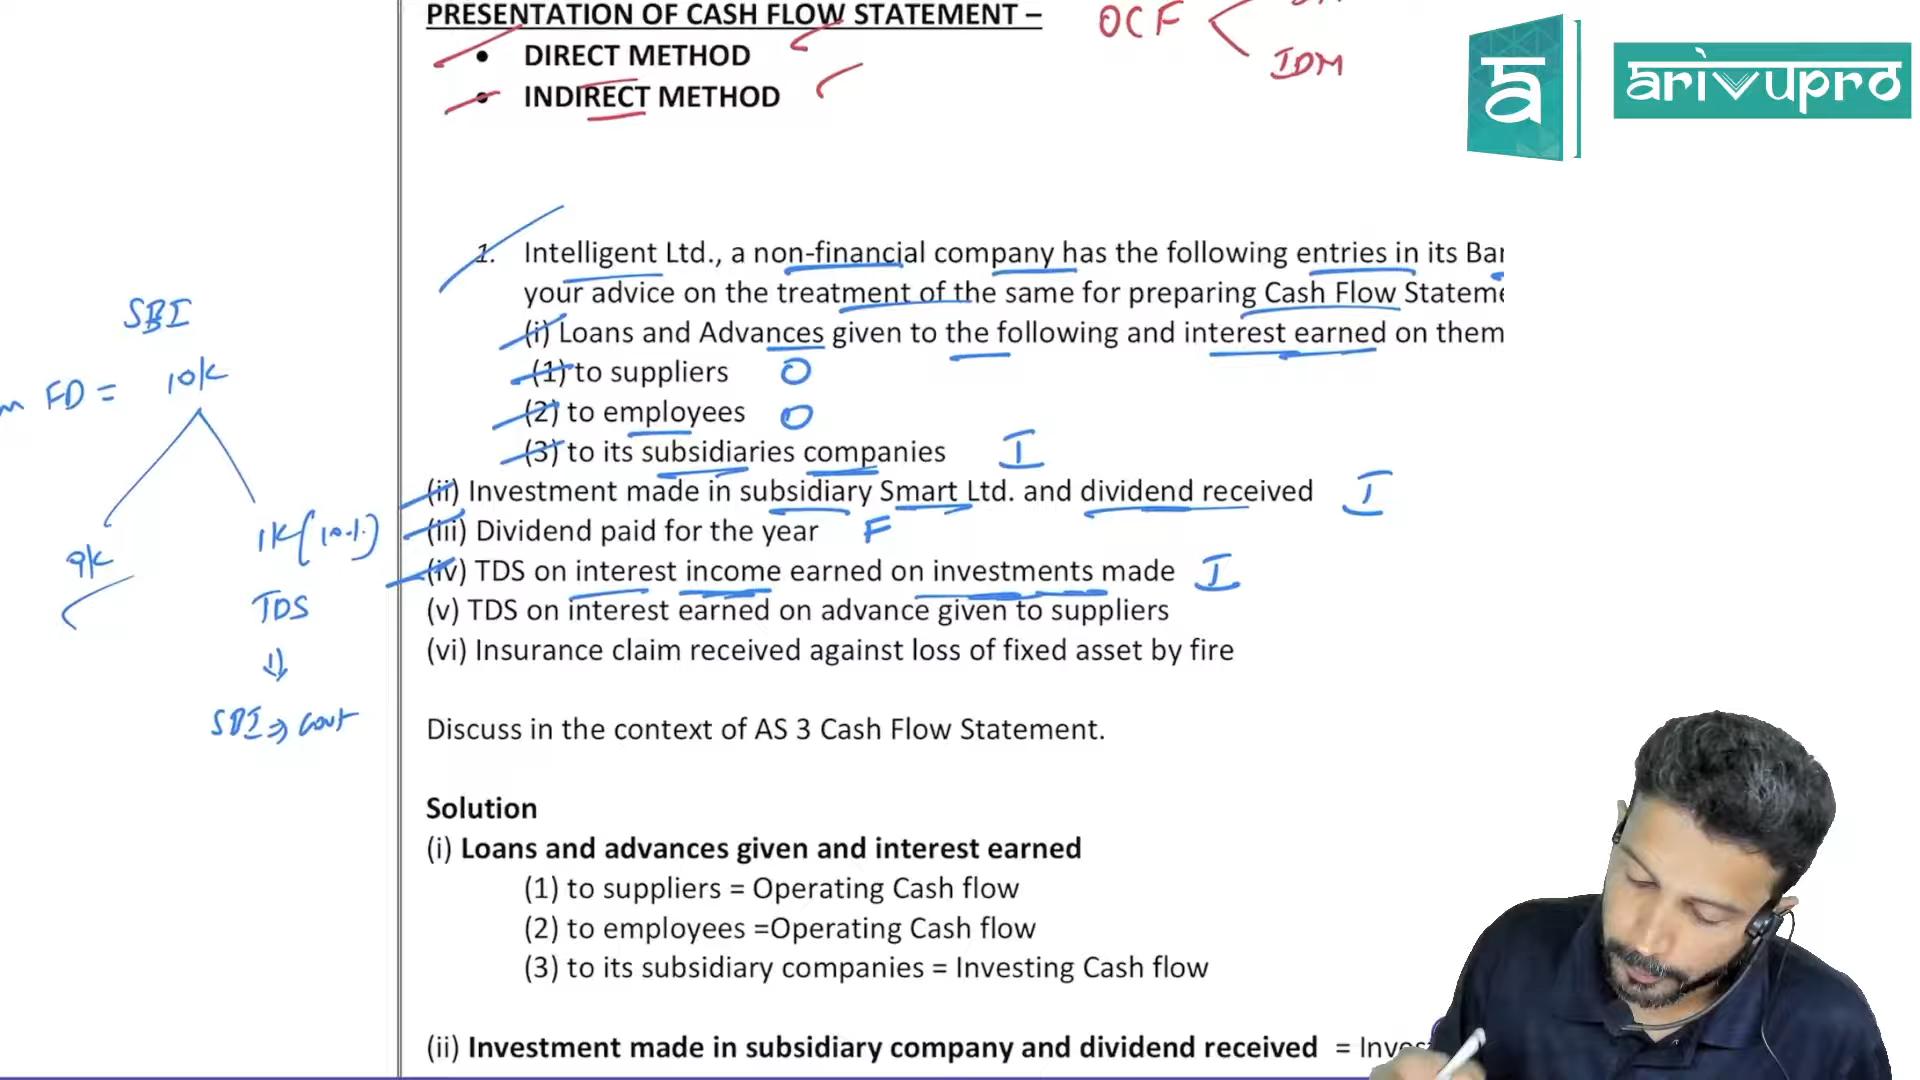 PRESENTATION OF CASH FLOW STATEMENT –
• DIRECT METHOD
• INDIRECT METHOD
OCF
IDM
arivupro
1. Intelligent Ltd., a non-financial company has the following entries in its
your advice on the treatment of the same for preparing Cash Flow
(i) Loans and Advances given to the following and interest earned on them
(1) to suppliers O
(2) to employees O
(3) to its subsidiaries companies I
(ii) Investment made in subsidiary Smart Ltd. and dividend received I
(iii) Dividend paid for the year F
(iv) TDS on interest income earned on investments made I
(v) TDS on interest earned on advance given to suppliers
(vi) Insurance claim received against loss of fixed asset by fire
SBI
FD = 10k
9k
1k (10%)
TDS
SBI ⇒ Govt
Discuss in the context of AS 3 Cash Flow Statement.
Solution
(i) Loans and advances given and interest earned
(1) to suppliers = Operating Cash flow
(2) to employees =Operating Cash flow
(3) to its subsidiary companies = Investing Cash flow
(ii) Investment made in subsidiary company and dividend received =